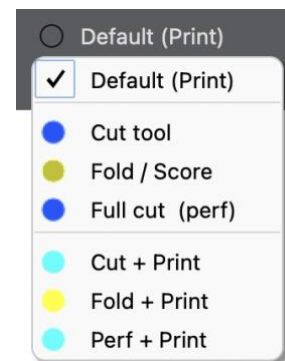 Default (Print)
Default (Print)
Cut tool
Fold / Score
Full cut (perf)
Cut + Print
Fold + Print
Perf + Print